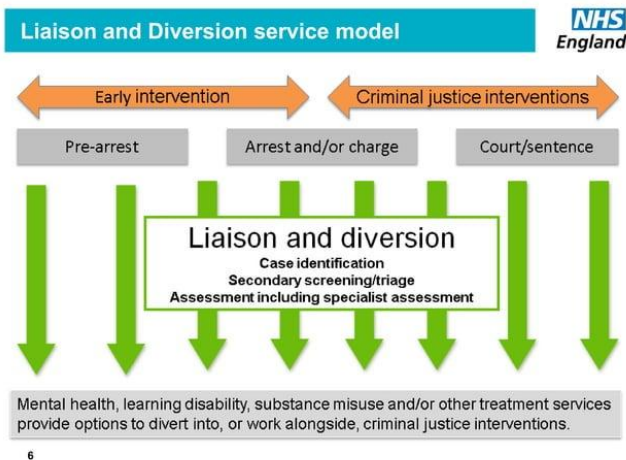 Liaison and Diversion service model
NHS
England
Early intervention
Criminal justice interventions
Pre-arrest
Arrest and/or charge
Court/sentence
Liaison and diversion
Case identification
Secondary screening/triage
Assessment including specialist assessment
Mental health, learning disability, substance misuse and/or other treatment services
provide options to divert into, or work alongside, criminal justice interventions.
6